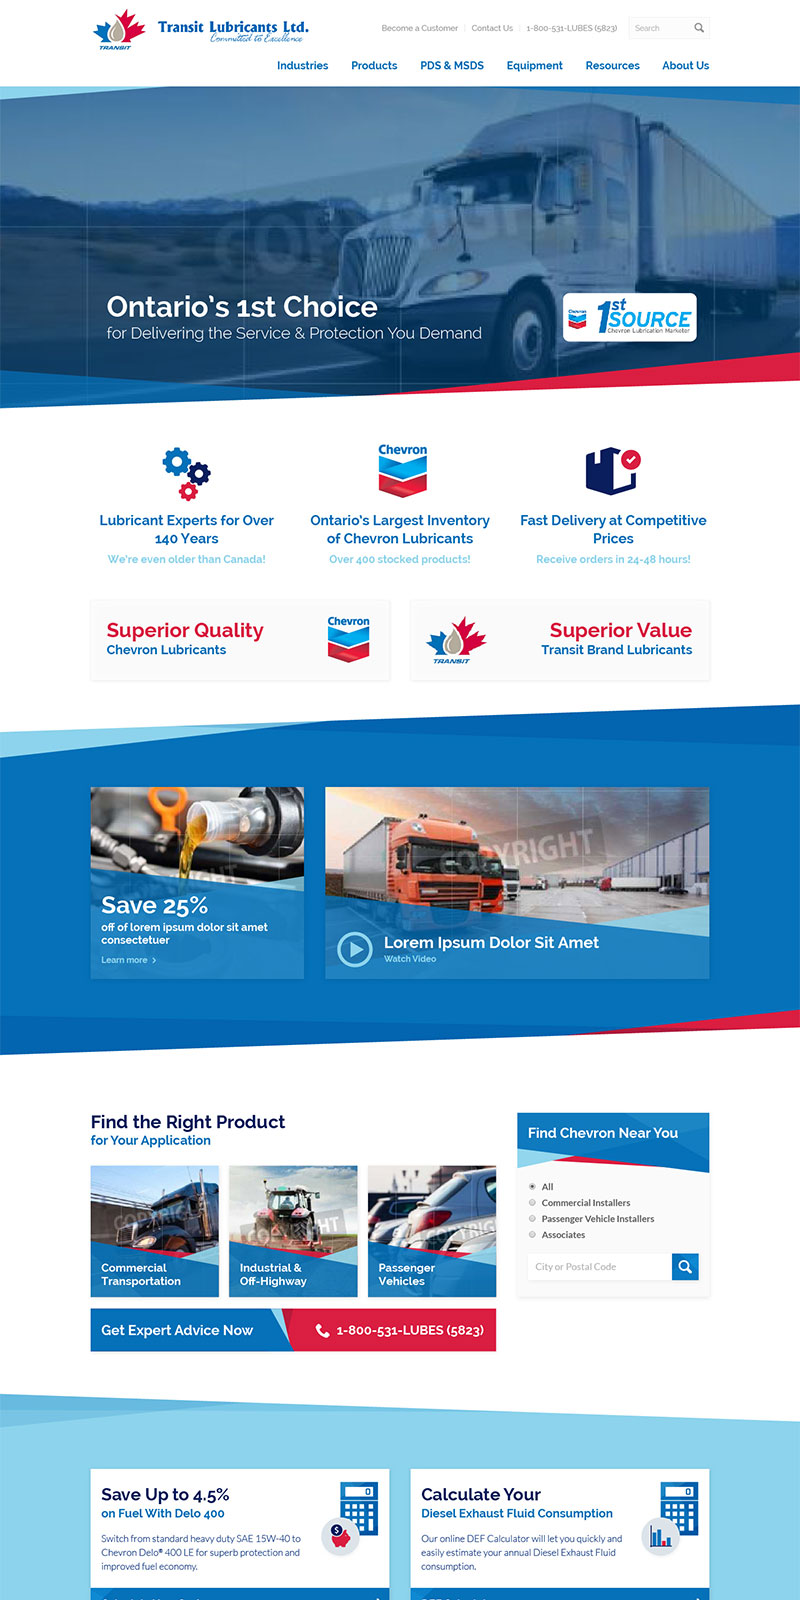 TRANSIT
Transit Lubricants Ltd.
Committed to Excellence
Become a Customer
Contact Us
1-800-531-LUBES (5823)
Search
Industries
Products
PDS & MSDS
Equipment
Resources
About Us
COPYRIGHT
Ontario's 1st Choice
for Delivering the Service & Protection You Demand
Chevron
1st
SOURCE
Chevron Lubrication Marketer
Chevron
Lubricant Experts for Over
140 Years
We're even older than Canada!
Ontario's Largest Inventory
of Chevron Lubricants
Over 400 stocked products!
Fast Delivery at Competitive
Prices
Receive orders in 24-48 hours!
Superior Quality
Chevron Lubricants
Chevron
TRANSIT
Superior Value
Transit Brand Lubricants
COPYRIGHT
Save 25%
off of lorem ipsum dolor sit amet
consectetuer
Learn more >
COPYRIGHT
Lorem Ipsum Dolor Sit Amet
Watch Video
Find the Right Product
for Your Application
COPYRIGHT
Commercial
Transportation
COPYRIGHT
Industrial &
Off-Highway
COPYRIGHT
Passenger
Vehicles
Get Expert Advice Now
1-800-531-LUBES (5823)
Find Chevron Near You
All
Commercial Installers
Passenger Vehicle Installers
Associates
City or Postal Code
Save Up to 4.5%
on Fuel With Delo 400
Switch from standard heavy duty SAE 15W-40 to
Chevron Delo® 400 LE for superb protection and
improved fuel economy.
0
$
Calculate Your
Diesel Exhaust Fluid Consumption
Our online DEF Calculator will let you quickly and
easily estimate your annual Diesel Exhaust Fluid
consumption.
0